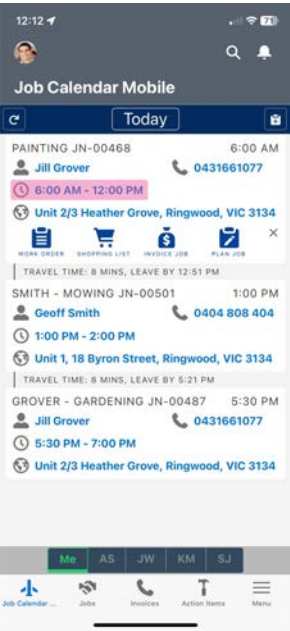 12:12
71
Job Calendar Mobile
Today
PAINTING JN-00468 6:00 AM
Jill Grover 0431661077
6:00 AM - 12:00 PM
Unit 2/3 Heather Grove, Ringwood, VIC 3134
WORK ORDER SHOPPING LIST INVOICE JOB PLAN JOB
TRAVEL TIME: 8 MINS, LEAVE BY 12:51 PM
SMITH - MOWING JN-00501 1:00 PM
Geoff Smith 0404 808 404
1:00 PM - 2:00 PM
Unit 1, 18 Byron Street, Ringwood, VIC 3134
TRAVEL TIME: 8 MINS, LEAVE BY 5:21 PM
GROVER - GARDENING JN-00487 5:30 PM
Jill Grover 0431661077
5:30 PM - 7:00 PM
Unit 2/3 Heather Grove, Ringwood, VIC 3134
Me AS JW KM SJ
Job Calendar ... Jobs Invoices Action Items Menu